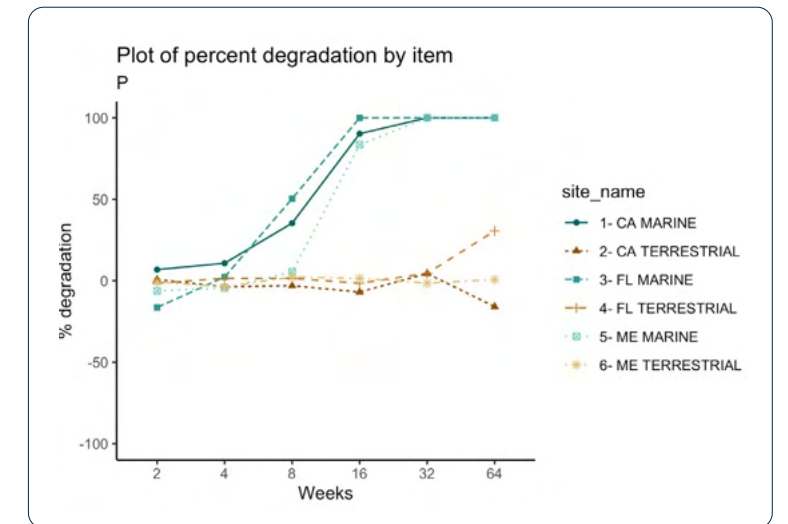 Plot of percent degradation by item
P
100
50
0
-50
-100
% degradation
2 4 8 16 32 64
Weeks
site_name
1- CA MARINE
2- CA TERRESTRIAL
3- FL MARINE
4- FL TERRESTRIAL
5- ME MARINE
6- ME TERRESTRIAL